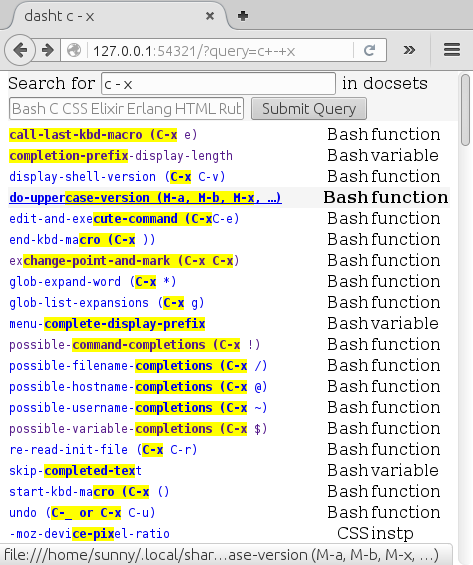 dasht c - x
127.0.0.1:54321/?query=c+-+x
Search for c - x in docsets
Bash C CSS Elixir Erlang HTML Rub Submit Query
call-last-kbd-macro (C-x e) Bash function
completion-prefix-display-length Bash variable
display-shell-version (C-x C-v) Bash function
do-uppercase-version (M-a, M-b, M-x, …) Bash function
edit-and-execute-command (C-xC-e) Bash function
end-kbd-macro (C-x )) Bash function
exchange-point-and-mark (C-x C-x) Bash function
glob-expand-word (C-x *) Bash function
glob-list-expansions (C-x g) Bash function
menu-complete-display-prefix Bash variable
possible-command-completions (C-x !) Bash function
possible-filename-completions (C-x /) Bash function
possible-hostname-completions (C-x @) Bash function
possible-username-completions (C-x ~) Bash function
possible-variable-completions (C-x $) Bash function
re-read-init-file (C-x C-r) Bash function
skip-completed-text Bash variable
start-kbd-macro (C-x () Bash function
undo (C-_ or C-x C-u) Bash function
-moz-device-pixel-ratio CSS instp
file:///home/sunny/.local/shar…ase-version (M-a, M-b, M-x, …)